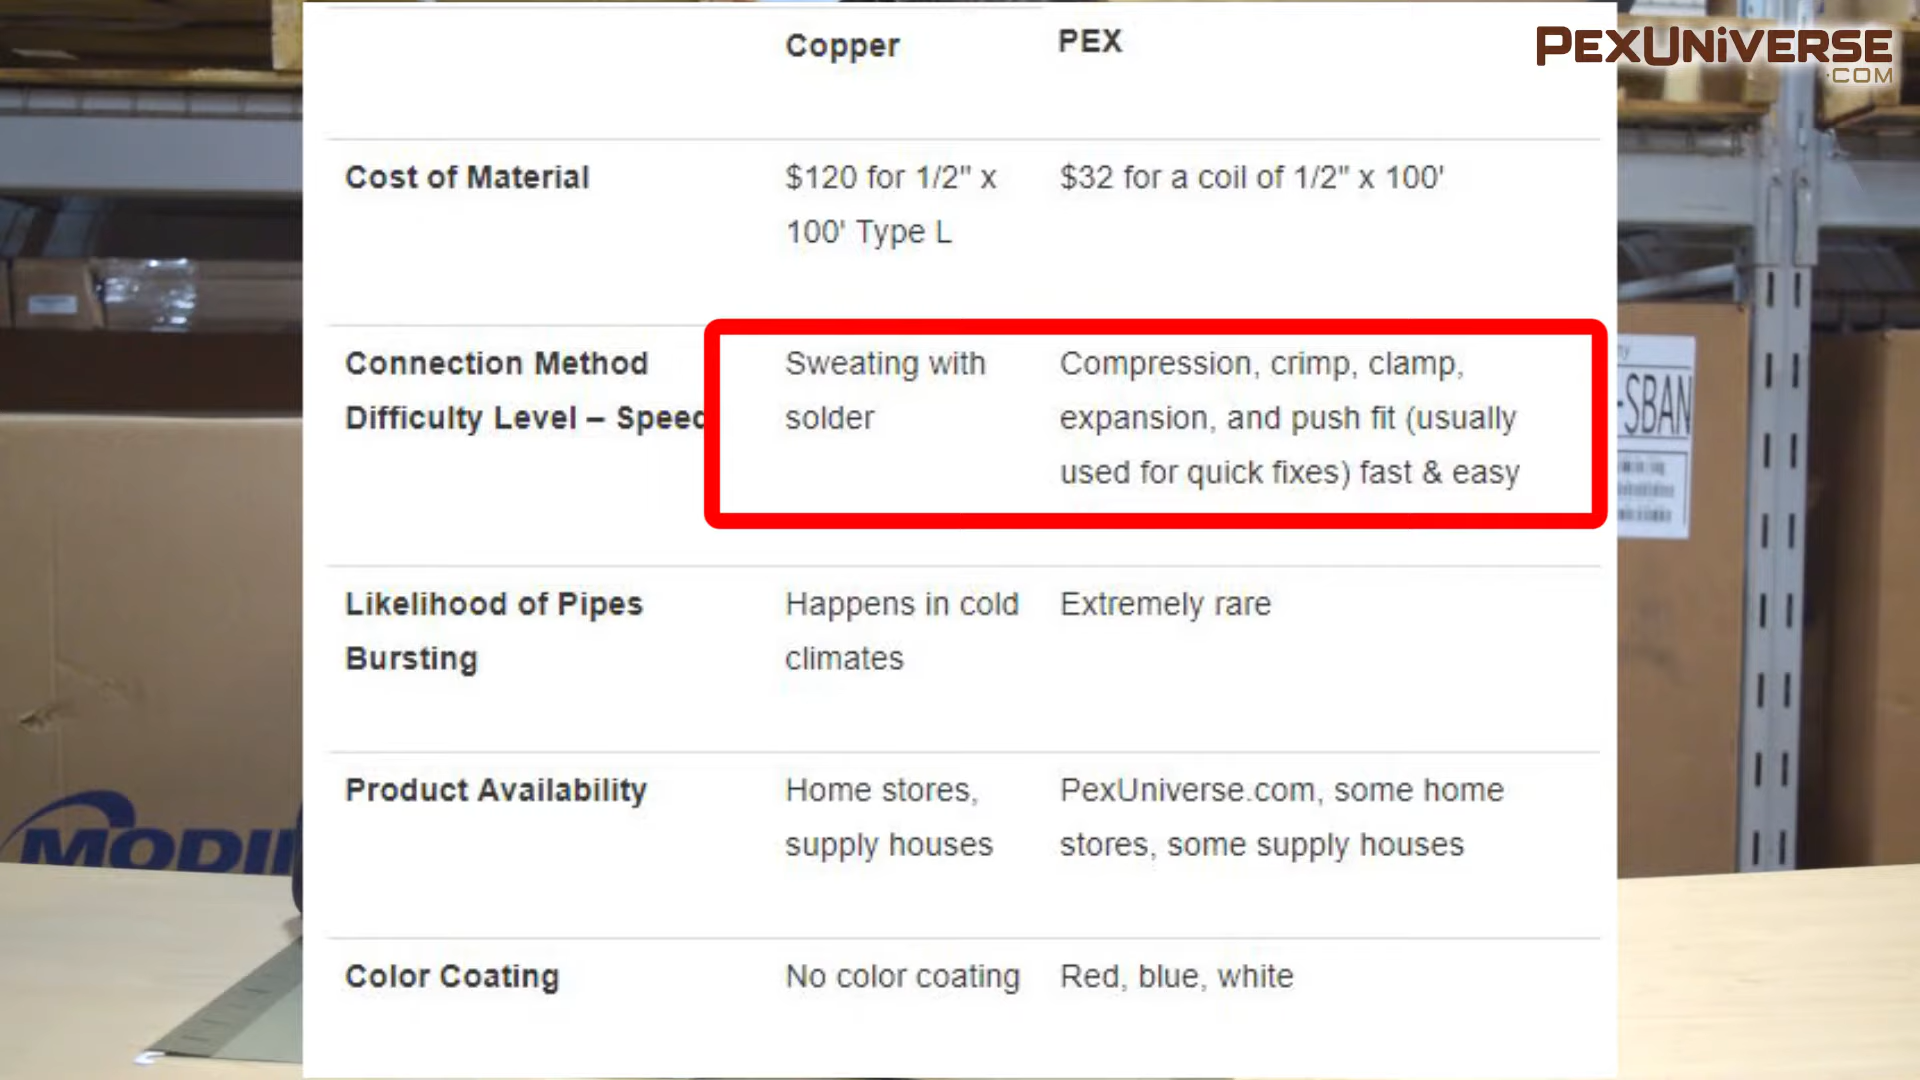 Copper PEX
PEXUNiVERSE
.COM
Cost of Material $120 for 1/2" x $32 for a coil of 1/2" x 100'
100' Type L
Connection Method Sweating with Compression, crimp, clamp,
Difficulty Level – Speed solder expansion, and push fit (usually
used for quick fixes) fast & easy
-SBAN
Likelihood of Pipes Happens in cold Extremely rare
Bursting climates
Product Availability Home stores, PexUniverse.com, some home
supply houses stores, some supply houses
MODI
Color Coating No color coating Red, blue, white